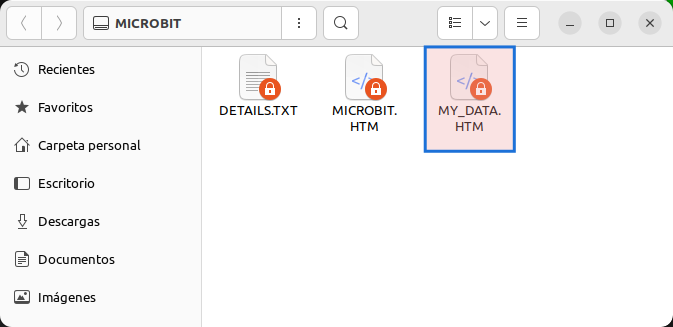 MICROBIT
Recientes
Favoritos
Carpeta personal
Escritorio
Descargas
Documentos
Imágenes
DETAILS.TXT
MICROBIT.
HTM
MY_DATA.
HTM